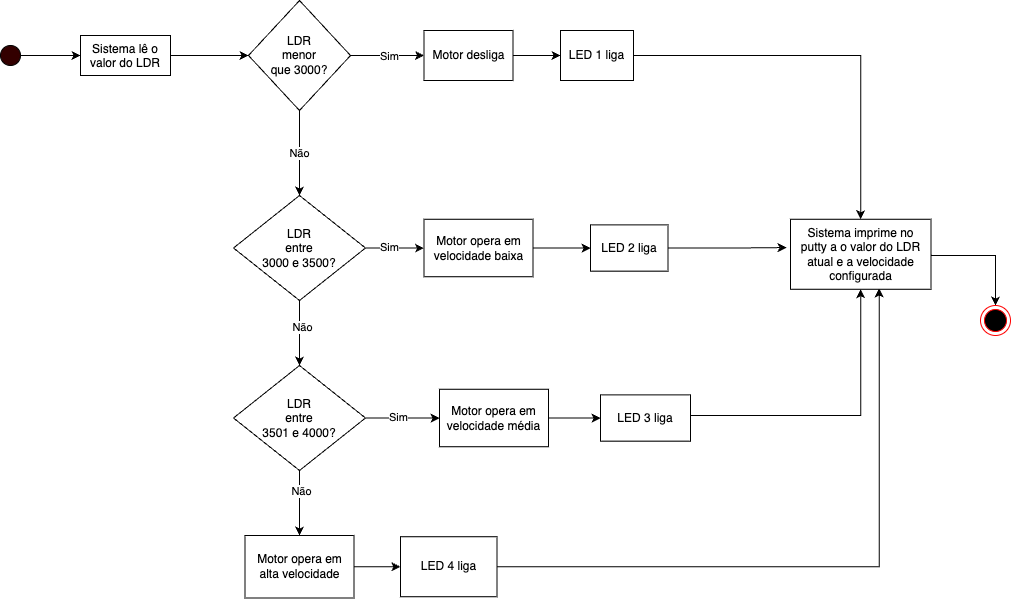 Sistema lê o
valor do LDR
LDR
menor
que 3000?
Sim
Motor desliga
LED 1 liga
Não
LDR
entre
3000 e 3500?
Sim
Motor opera em
velocidade baixa
LED 2 liga
Sistema imprime no
putty a o valor do LDR
atual e a velocidade
configurada
Não
LDR
entre
3501 e 4000?
Sim
Motor opera em
velocidade média
LED 3 liga
Não
Motor opera em
alta velocidade
LED 4 liga